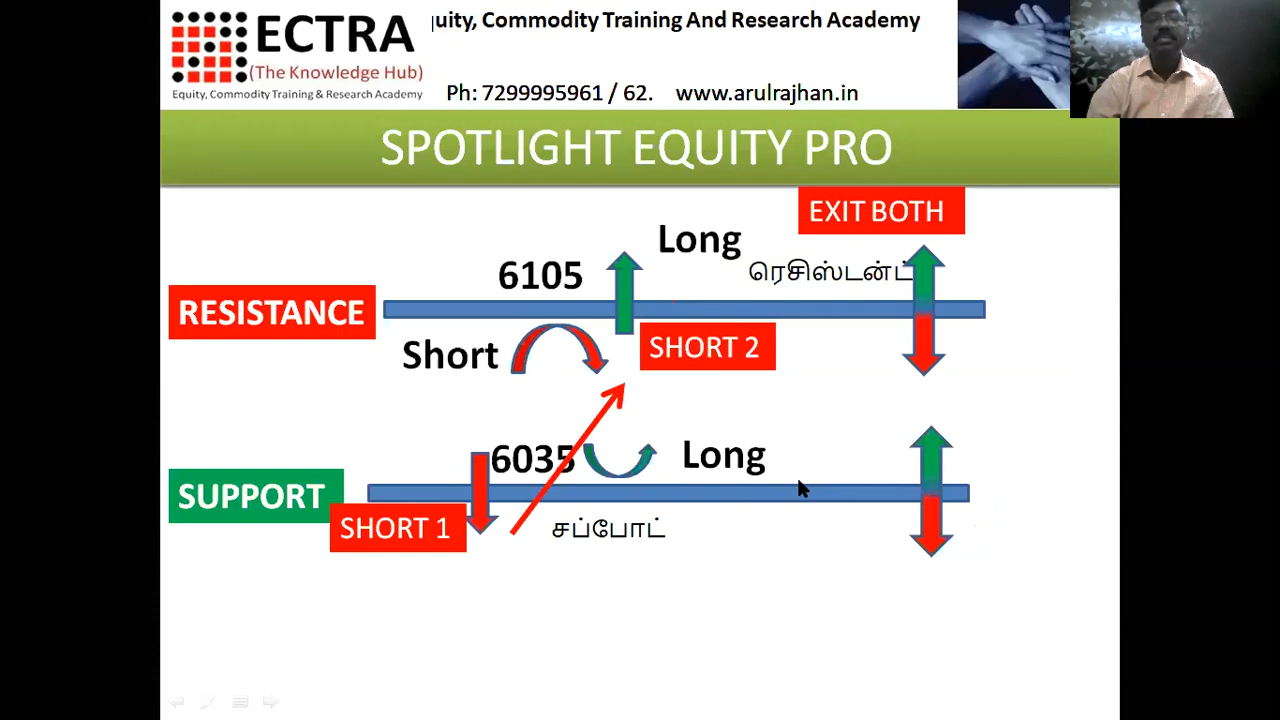 ECTRA
(The Knowledge Hub)
Equity, Commodity Training & Research Academy
quity, Commodity Training And Research Academy
Ph: 7299995961 / 62. www.arulrajhan.in
SPOTLIGHT EQUITY PRO
EXIT BOTH
Long
6105
ரெசிஸ்டன்ட்
RESISTANCE
Short
SHORT 2
6035
Long
SUPPORT
SHORT 1
சப்போட்